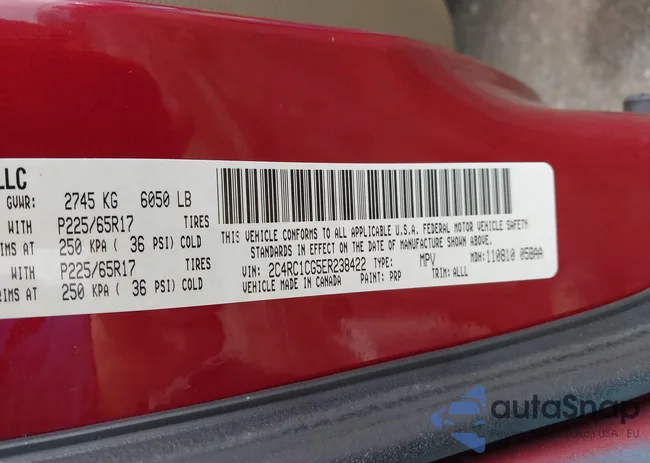 LLC
GVWR: 2745 KG 6050 LB
WITH P225/65R17 TIRES
RIMS AT 250 KPA ( 36 PSI) COLD
WITH P225/65R17 TIRES
RIMS AT 250 KPA ( 36 PSI) COLD
THIS VEHICLE CONFORMS TO ALL APPLICABLE U.S.A. FEDERAL MOTOR VEHICLE SAFETY
STANDARDS IN EFFECT ON THE DATE OF MANUFACTURE SHOWN ABOVE.
VIN: 2C4RC1CG5ER238422 TYPE: MPV MDH: 110810 058AA
VEHICLE MADE IN CANADA PAINT: PRP TRIM: ALLL
autoSnap
USA EU